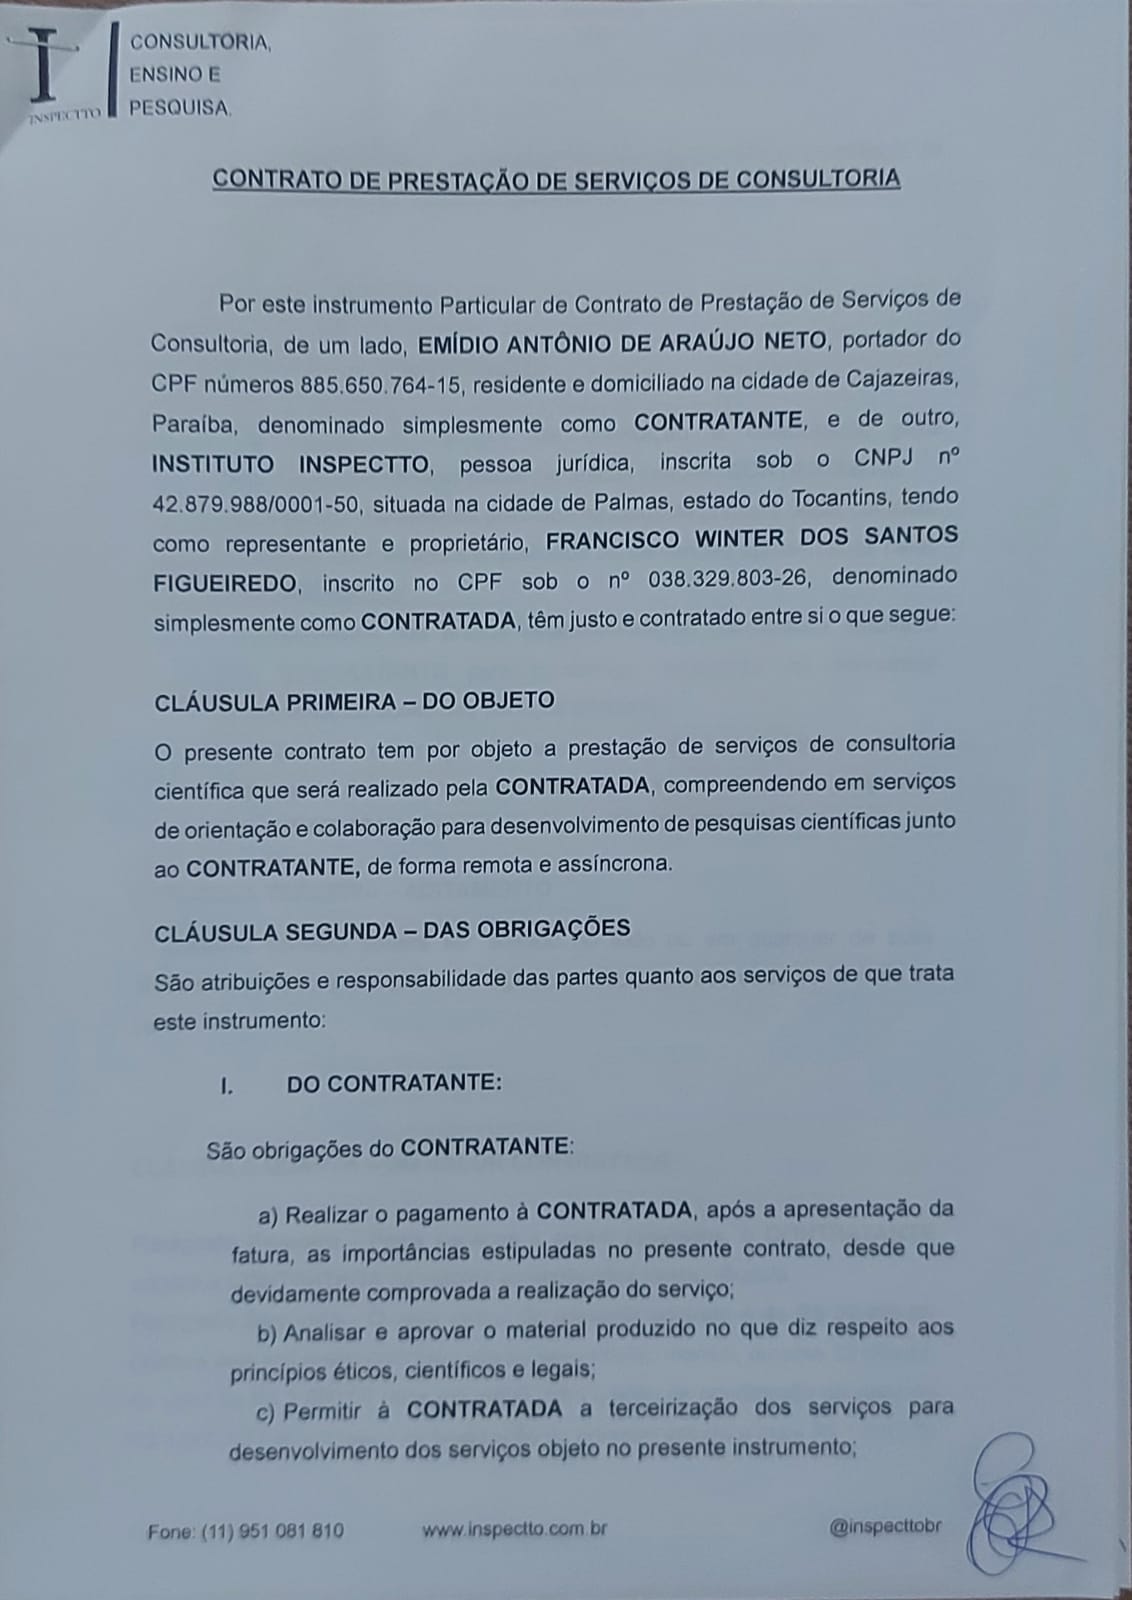 CONSULTORIA,
ENSINO E
PESQUISA.
INSPECTTO
CONTRATO DE PRESTAÇÃO DE SERVIÇOS DE CONSULTORIA
Por este instrumento Particular de Contrato de Prestação de Serviços de
Consultoria, de um lado, EMÍDIO ANTÔNIO DE ARAÚJO NETO, portador do
CPF números 885.650.764-15, residente e domiciliado na cidade de Cajazeiras,
Paraíba, denominado simplesmente como CONTRATANTE, e de outro,
INSTITUTO INSPECTTO, pessoa jurídica, inscrita sob o CNPJ nº
42.879.988/0001-50, situada na cidade de Palmas, estado do Tocantins, tendo
como representante e proprietário, FRANCISCO WINTER DOS SANTOS
FIGUEIREDO, inscrito no CPF sob o nº 038.329.803-26, denominado
simplesmente como CONTRATADA, têm justo e contratado entre si o que segue:
CLÁUSULA PRIMEIRA – DO OBJETO
O presente contrato tem por objeto a prestação de serviços de consultoria
científica que será realizado pela CONTRATADA, compreendendo em serviços
de orientação e colaboração para desenvolvimento de pesquisas científicas junto
ao CONTRATANTE, de forma remota e assíncrona.
CLÁUSULA SEGUNDA – DAS OBRIGAÇÕES
São atribuições e responsabilidade das partes quanto aos serviços de que trata
este instrumento:
I. DO CONTRATANTE:
São obrigações do CONTRATANTE:
a) Realizar o pagamento à CONTRATADA, após a apresentação da
fatura, as importâncias estipuladas no presente contrato, desde que
devidamente comprovada a realização do serviço;
b) Analisar e aprovar o material produzido no que diz respeito aos
princípios éticos, científicos e legais;
c) Permitir à CONTRATADA a terceirização dos serviços para
desenvolvimento dos serviços objeto no presente instrumento;
Fone: (11) 951 081 810 www.inspectto.com.br @inspecttobr